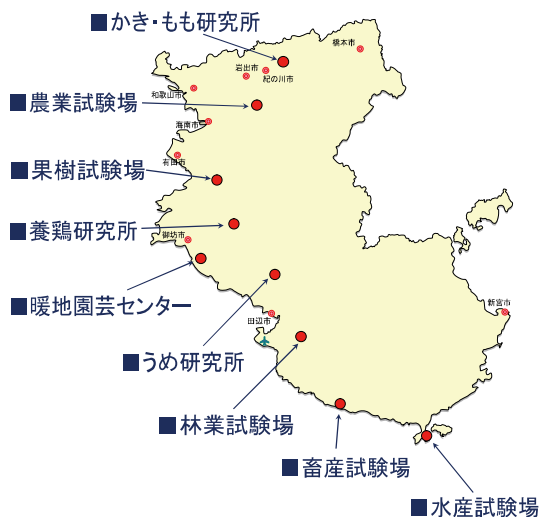 ■かき・もも研究所
橋本市
岩出市
紀の川市
和歌山市
■農業試験場
海南市
有田市
■果樹試験場
■養鶏研究所
御坊市
■暖地園芸センター
新宮市
田辺市
■うめ研究所
■林業試験場
■畜産試験場
■水産試験場